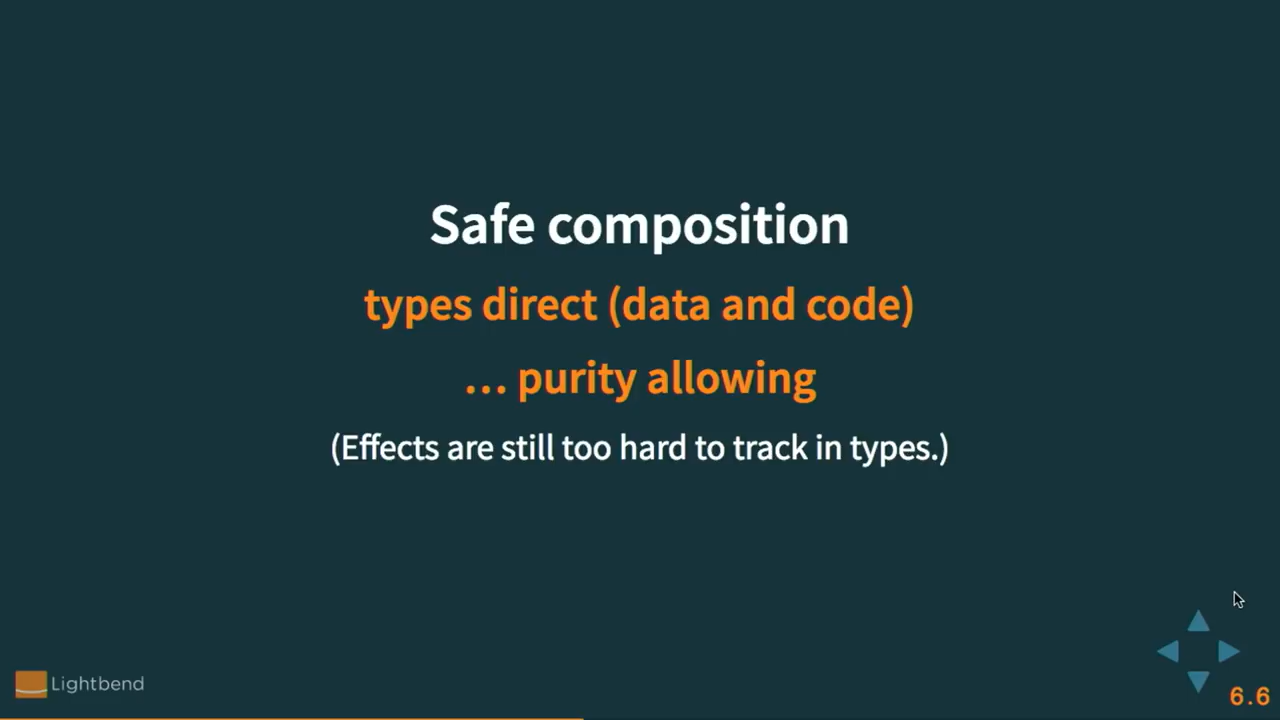 Safe composition
types direct (data and code)
… purity allowing
(Effects are still too hard to track in types.)
Lightbend
6.6